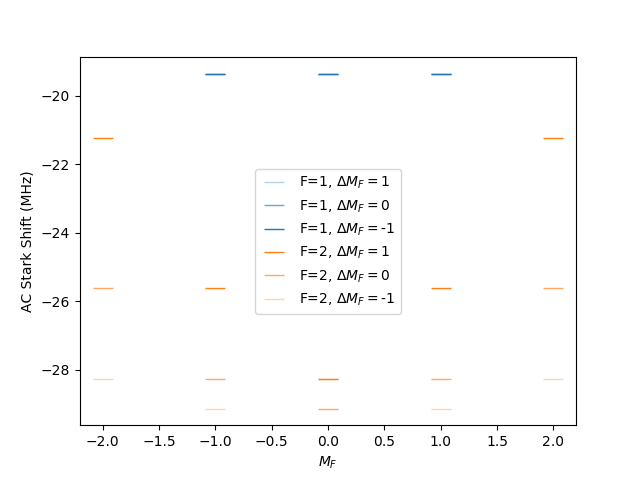 −20
−22
−24
−26
−28
AC Stark Shift (MHz)
F=1, ΔM_F = 1
F=1, ΔM_F = 0
F=1, ΔM_F = -1
F=2, ΔM_F = 1
F=2, ΔM_F = 0
F=2, ΔM_F = -1
−2.0 −1.5 −1.0 −0.5 0.0 0.5 1.0 1.5 2.0
M_F